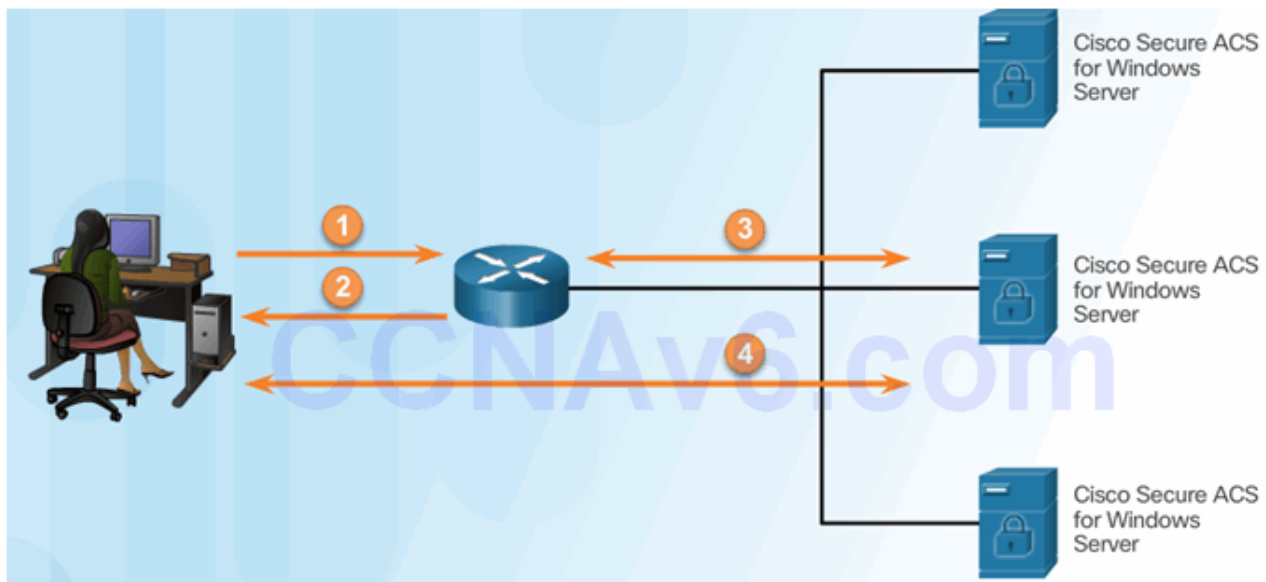 Cisco Secure ACS
for Windows
Server
1
3
Cisco Secure ACS
for Windows
Server
2
CCNAv6.com
4
Cisco Secure ACS
for Windows
Server